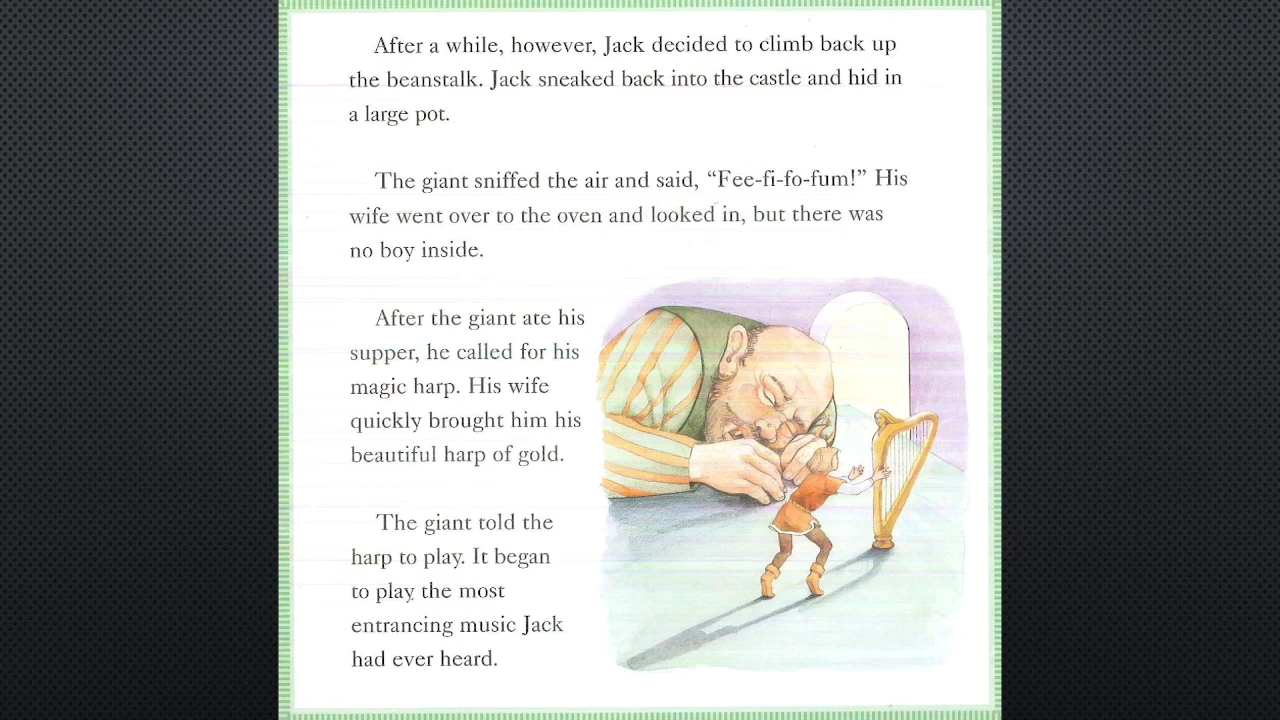 After a while, however, Jack decided to climb back up
the beanstalk. Jack sneaked back into the castle and hid in
a large pot.
The giant sniffed the air and said, “Fee-fi-fo-fum!” His
wife went over to the oven and looked in, but there was
no boy inside.
After the giant ate his
supper, he called for his
magic harp. His wife
quickly brought him his
beautiful harp of gold.
The giant told the
harp to play. It began
to play the most
entrancing music Jack
had ever heard.